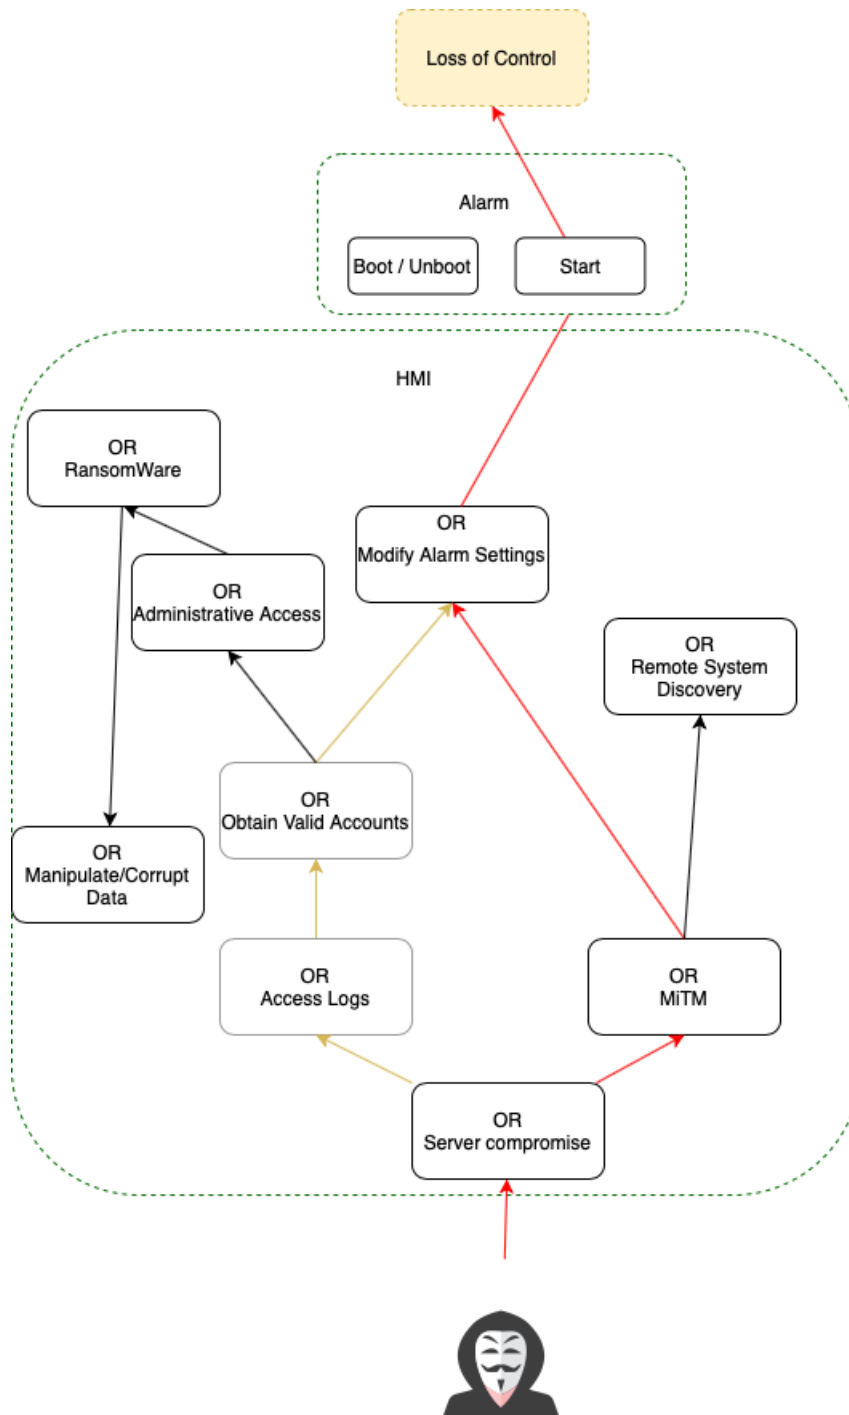 Loss of Control
Alarm
Boot / Unboot
Start
HMI
OR
RansomWare
OR
Modify Alarm Settings
OR
Administrative Access
OR
Remote System
Discovery
OR
Obtain Valid Accounts
OR
Manipulate/Corrupt
Data
OR
Access Logs
OR
MiTM
OR
Server compromise